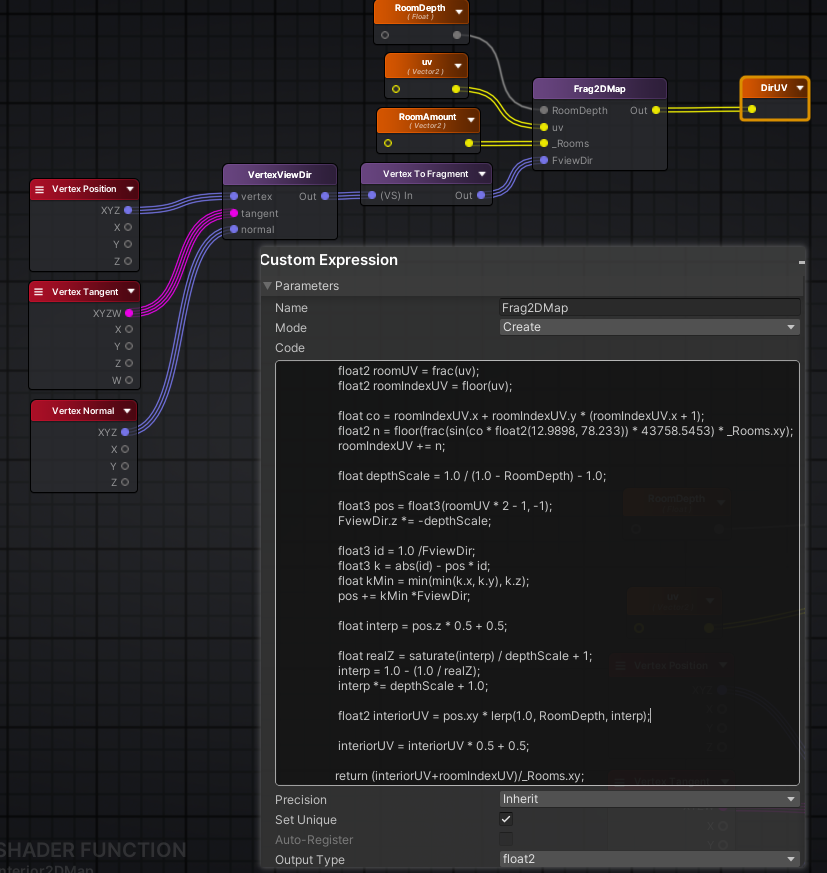 RoomDepth
( Float )
uv
( Vector2 )
RoomAmount
( Vector2 )
Frag2DMap
RoomDepth
Out
uv
_Rooms
FviewDir
DirUV
VertexViewDir
vertex
Out
tangent
normal
Vertex To Fragment
(VS) In
Out
Vertex Position
XYZ
X
Y
Z
Vertex Tangent
XYZW
X
Y
Z
W
Vertex Normal
XYZ
X
Y
Z
Custom Expression
Parameters
Name
Frag2DMap
Mode
Create
Code
float2 roomUV = frac(uv);
float2 roomIndexUV = floor(uv);
float co = roomIndexUV.x + roomIndexUV.y * (roomIndexUV.x + 1);
float2 n = floor(frac(sin(co * float2(12.9898, 78.233)) * 43758.5453) * _Rooms.xy);
roomIndexUV += n;
float depthScale = 1.0 / (1.0 - RoomDepth) - 1.0;
float3 pos = float3(roomUV * 2 - 1, -1);
FviewDir.z *= -depthScale;
float3 id = 1.0 /FviewDir;
float3 k = abs(id) - pos * id;
float kMin = min(min(k.x, k.y), k.z);
pos += kMin *FviewDir;
float interp = pos.z * 0.5 + 0.5;
float realZ = saturate(interp) / depthScale + 1;
interp = 1.0 - (1.0 / realZ);
interp *= depthScale + 1.0;
float2 interiorUV = pos.xy * lerp(1.0, RoomDepth, interp);
interiorUV = interiorUV * 0.5 + 0.5;
return (interiorUV+roomIndexUV)/_Rooms.xy;
Precision
Inherit
Set Unique
Auto-Register
Output Type
float2
SHADER FUNCTION
nterior2DMap